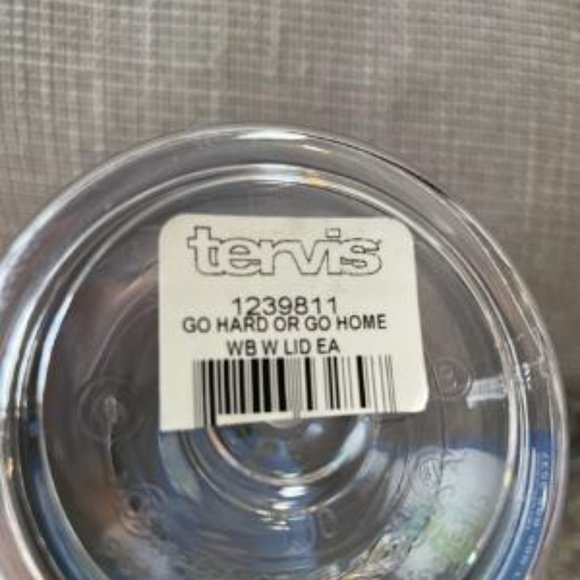 tervis
1239811
GO HARD OR GO HOME
WB W LID EA